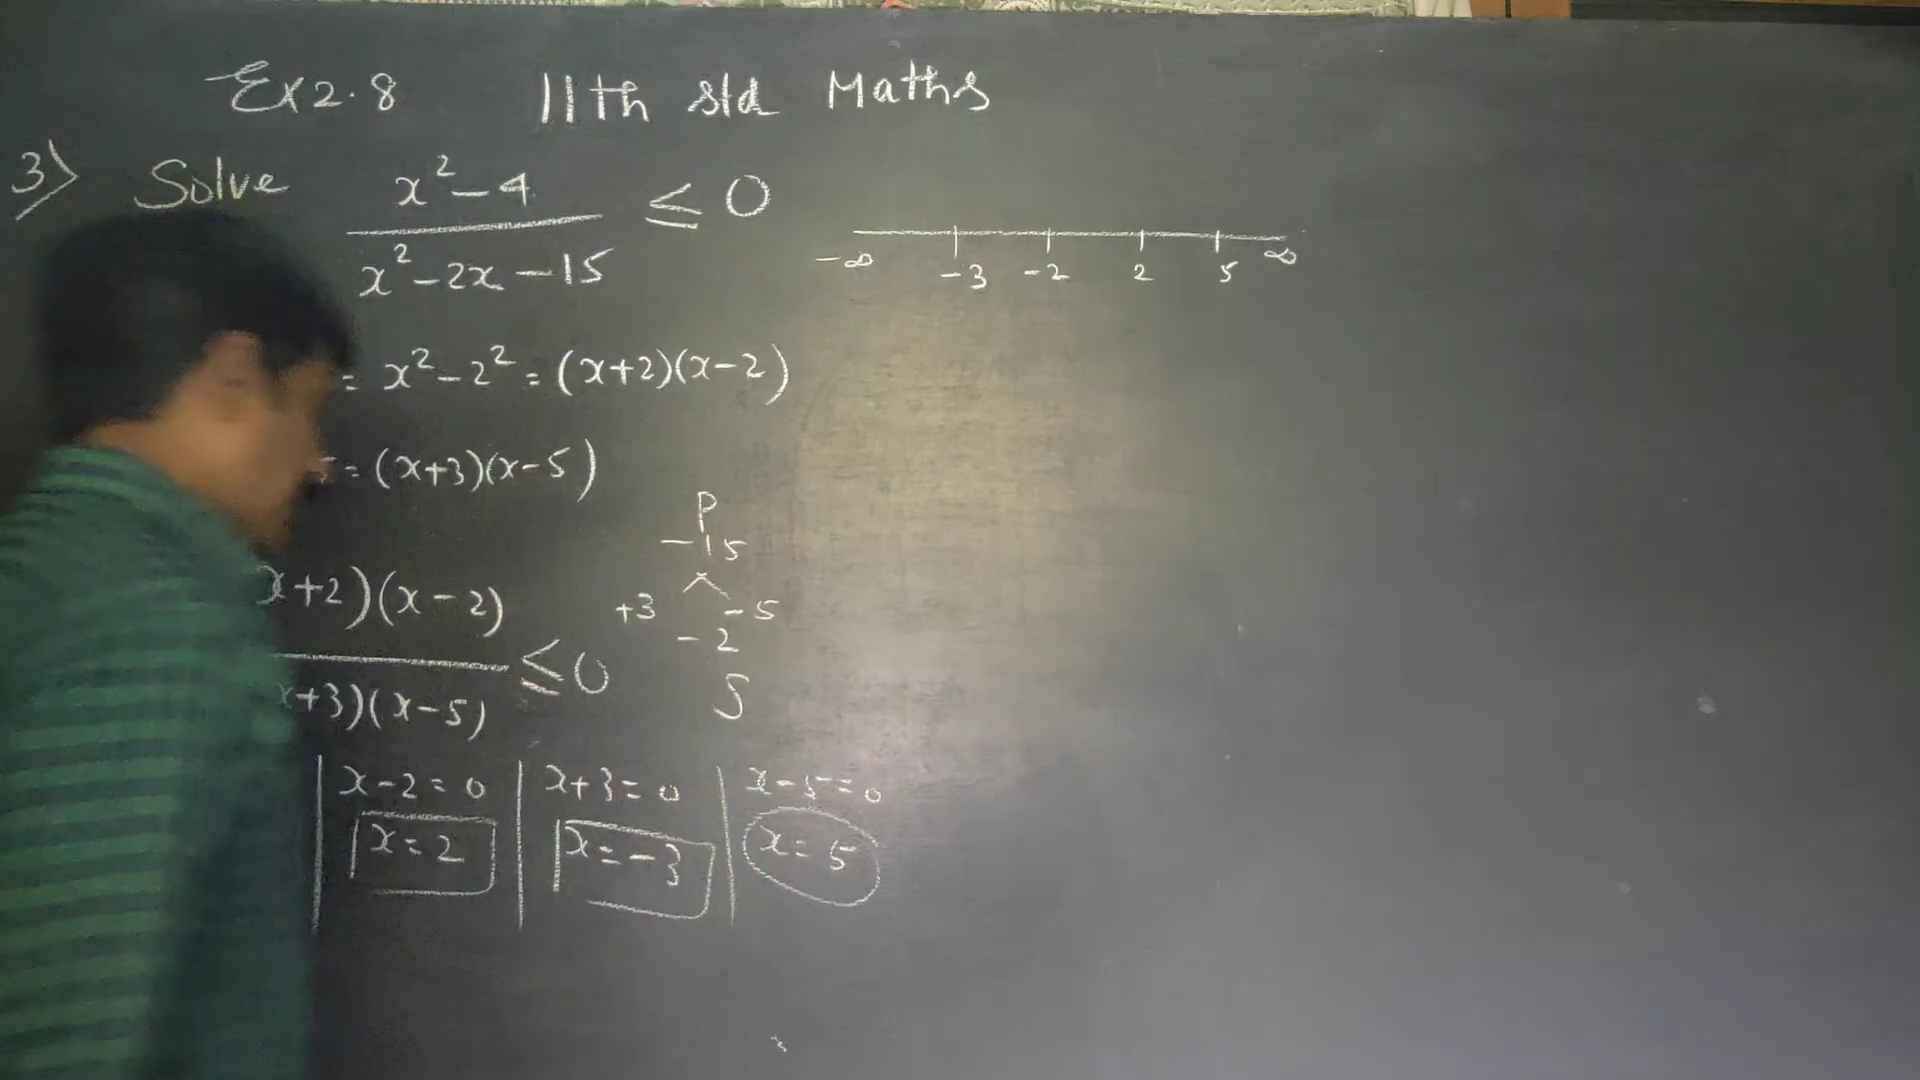 Ex 2.8 11th std Maths
3) Solve x²-4 / x²-2x-15 ≤ 0
-∞ -3 -2 2 5 ∞
= x²-2² = (x+2)(x-2)
5 = (x+3)(x-5)
P
-15
+3 -5
-2
S
x+2)(x-2) / x+3)(x-5) ≤0
x-2=0 | x+3=0 | x-5=0
x=2 | x=-3 | x=5